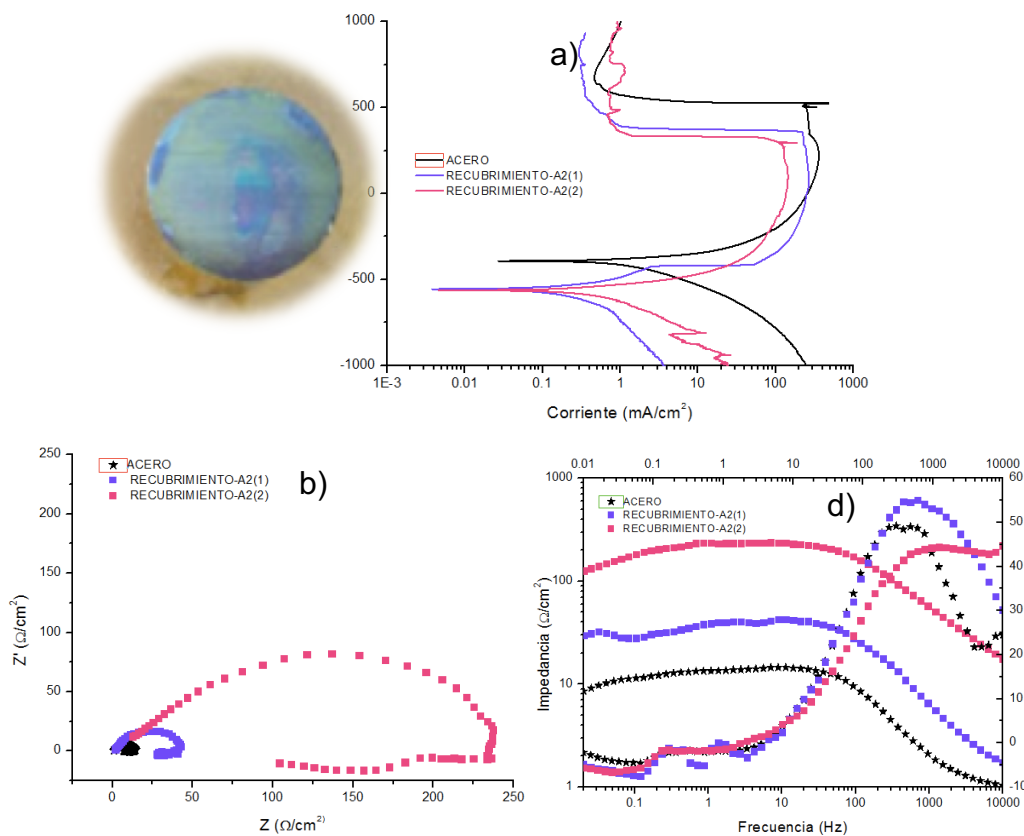 1000
500
0
-500
-1000
a)
ACERO
RECUBRIMIENTO-A2(1)
RECUBRIMIENTO-A2(2)
1E-3 0.01 0.1 1 10 100 1000
Corriente (mA/cm²)
250
200
150
100
50
0
Z' (Ω/cm²)
ACERO
RECUBRIMIENTO-A2(1)
RECUBRIMIENTO-A2(2)
b)
0 50 100 150 200 250
Z (Ω/cm²)
0.01 0.1 1 10 100 1000 10000
1000
100
10
1
Impedancia (Ω/cm²)
ACERO
RECUBRIMIENTO-A2(1)
RECUBRIMIENTO-A2(2)
d)
60
50
40
30
20
10
0
-10
0.1 1 10 100 1000 10000
Frecuencia (Hz)